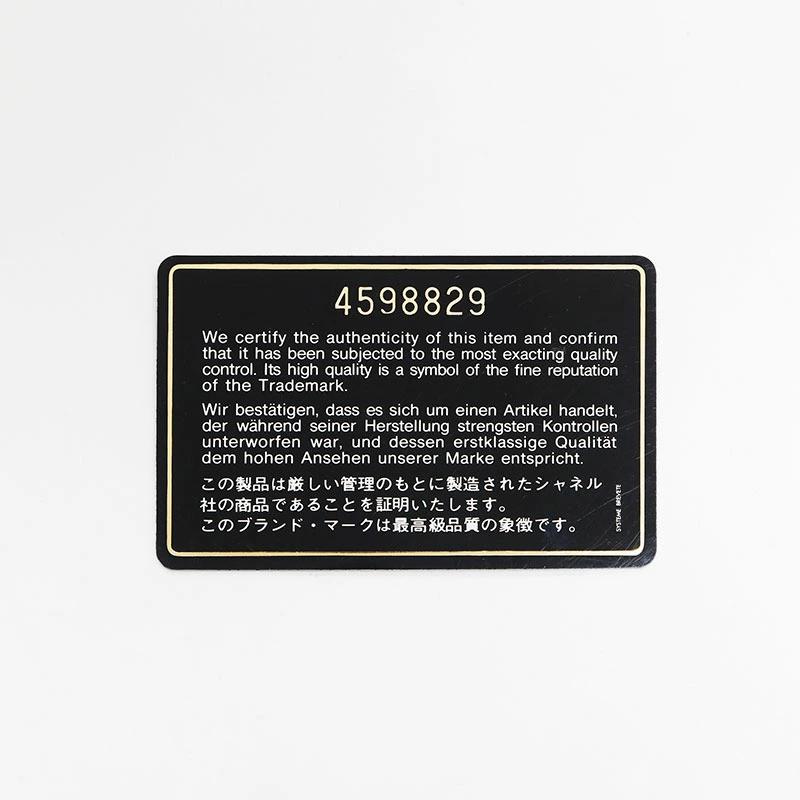 4598829
We certify the authenticity of this item and confirm
that it has been subjected to the most exacting quality
control. Its high quality is a symbol of the fine reputation
of the Trademark.
Wir bestätigen, dass es sich um einen Artikel handelt,
der während seiner Herstellung strengsten Kontrollen
unterworfen war, und dessen erstklassige Qualität
dem hohen Ansehen unserer Marke entspricht.
この製品は厳しい管理のもとに製造されたシャネル
社の商品であることを証明いたします。
このブランド・マークは最高級品質の象徴です。
SYSTEME BREVETE